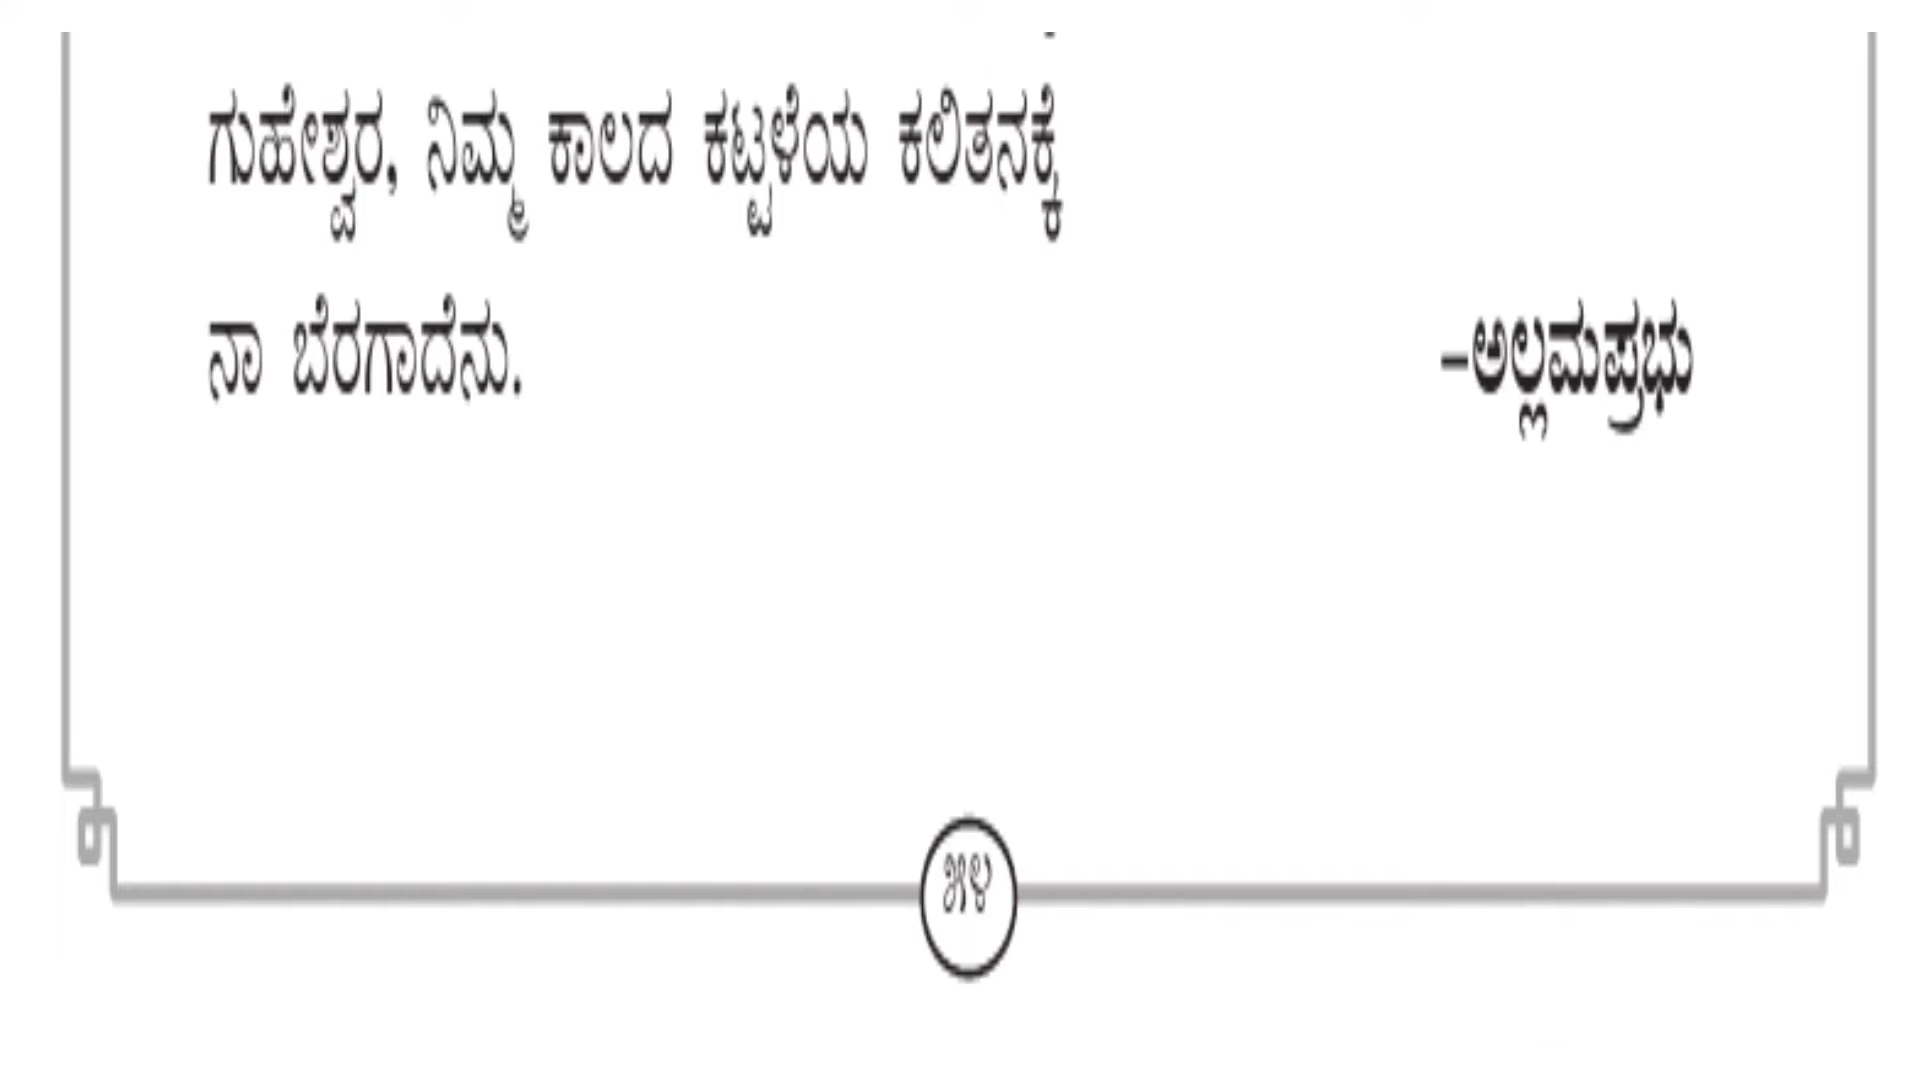 ಗುಹೇಶ್ವರ, ನಿಮ್ಮ ಕಾಲದ ಕಟ್ಟಳೆಯ ಕಲಿತನಕ್ಕೆ
ನಾ ಬೆರಗಾದೆನು.
–ಅಲ್ಲಮಪ್ರಭು
೫೪